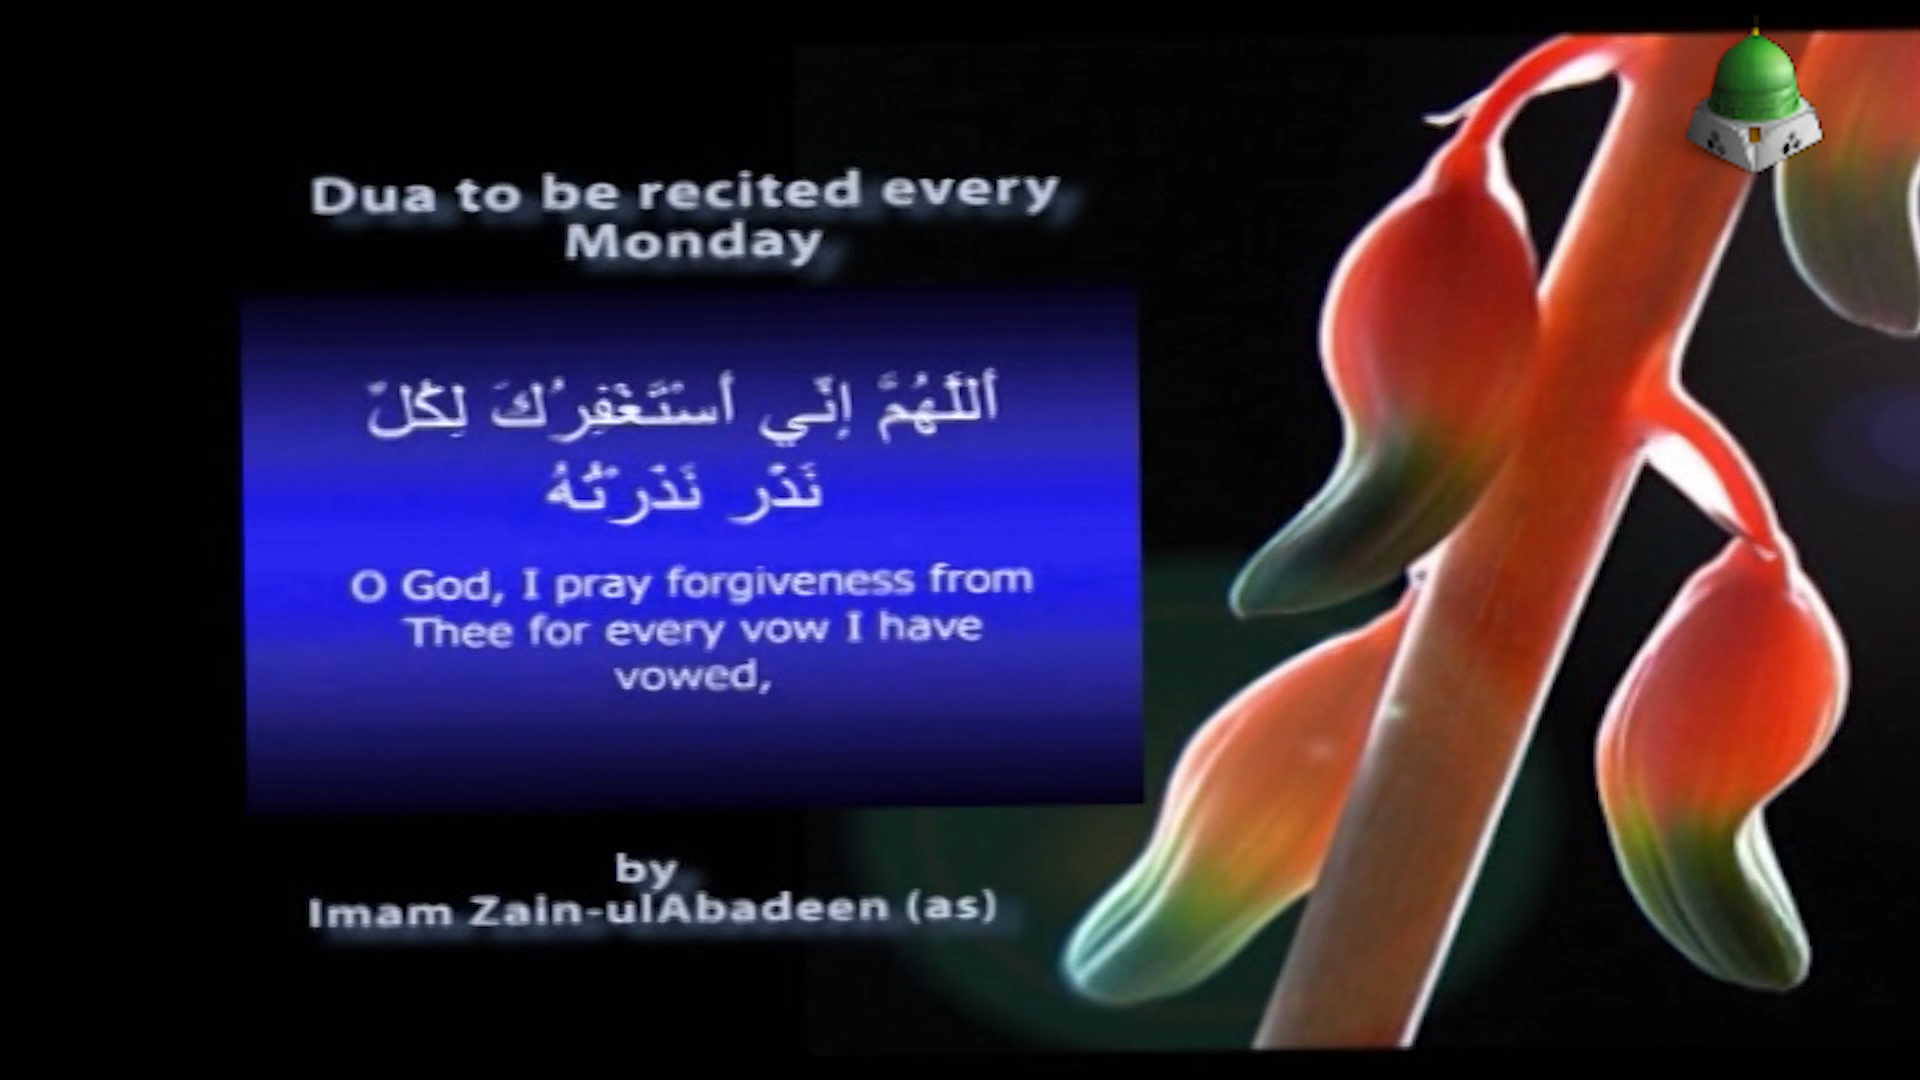 Dua to be recited every
Monday
أَللَّهُمَّ إِنِّي أَسْتَغْفِرُكَ لِكُلِّ
نَذْرٍ نَذَرْتُهُ
O God, I pray forgiveness from
Thee for every vow I have
vowed,
by
Imam Zain-ulAbadeen (as)